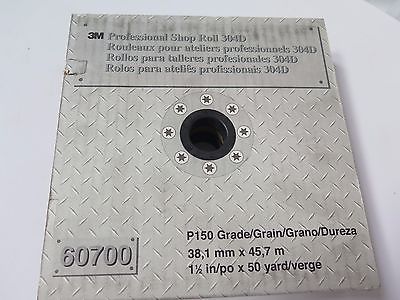 3M Professional Shop Roll 304D
Rouleaux pour ateliers professionnels 304D
Rollos para talleres profesionales 304D
Rolos para ateliês profissionais 304D
P150 Grade/Grain/Grano/Dureza
38,1 mm x 45,7 m
1½ in/po x 50 yard/verge
60700